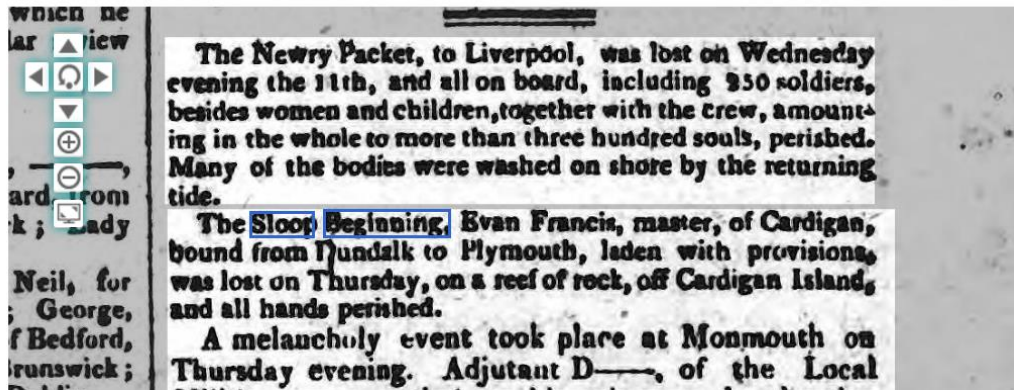 which he
lar view
ard from
k; Lady
Neil, for
; George,
f Bedford,
Brunswick;
The Newry Packet, to Liverpool, was lost on Wednesday
evening the 11th, and all on board, including 250 soldiers,
besides women and children, together with the crew, amount-
ing in the whole to more than three hundred souls, perished.
Many of the bodies were washed on shore by the returning
tide.
The Sloop Beginning, Evan Francis, master, of Cardigan,
bound from Dundalk to Plymouth, laden with provisions,
was lost on Thursday, on a reef of rock, off Cardigan Island,
and all hands perished.
A melancholy event took place at Monmouth on
Thursday evening. Adjutant D——, of the Local